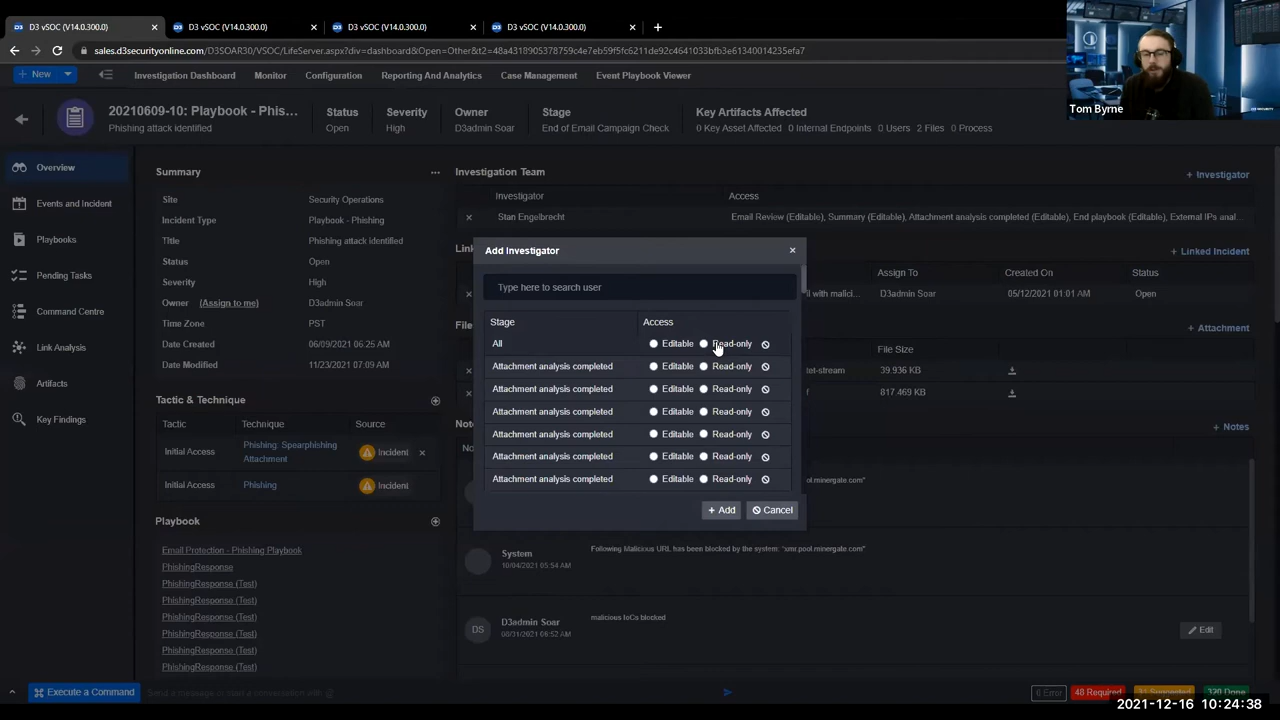 D3 vSOC (V14.0.300.0)
D3 vSOC (V14.0.300.0)
D3 vSOC (V14.0.300.0)
D3 vSOC (V14.0.300.0)
sales.d3securityonline.com/D3SOAR30/VSOC/LifeServer.aspx?div=dashboard&Open=Other&t2=48a4318905378759c4e7eb59f5fc6211de92c4641033bfb3e61340014235efa7
+ New
Investigation Dashboard
Monitor
Configuration
Reporting And Analytics
Case Management
Event Playbook Viewer
Tom Byrne
20210609-10: Playbook - Phis...
Phishing attack identified
Status
Open
Severity
High
Owner
D3admin Soar
Stage
End of Email Campaign Check
Key Artifacts Affected
0 Key Asset Affected 0 Internal Endpoints 0 Users 2 Files 0 Process
Overview
Events and Incident
Playbooks
Pending Tasks
Command Centre
Link Analysis
Artifacts
Key Findings
Summary
Site Security Operations
Incident Type Playbook - Phishing
Title Phishing attack identified
Status Open
Severity High
Owner (Assign to me) D3admin Soar
Time Zone PST
Date Created 06/09/2021 06:25 AM
Date Modified 11/23/2021 07:09 AM
Tactic & Technique
Tactic Technique Source
Initial Access Phishing: Spearphishing Attachment Incident
Initial Access Phishing Incident
Playbook
Email Protection - Phishing Playbook
PhishingResponse
PhishingResponse (Test)
PhishingResponse (Test)
PhishingResponse (Test)
PhishingResponse (Test)
PhishingResponse (Test)
PhishingResponse (Test)
Investigation Team
+ Investigator
Investigator Access
Stan Engelbrecht Email Review (Editable), Summary (Editable), Attachment analysis completed (Editable), End playbook (Editable), External IPs anal...
+ Linked Incident
Assign To Created On Status
D3admin Soar 05/12/2021 01:01 AM Open
+ Attachment
File Size
39.936 KB
817.469 KB
+ Notes
Add Investigator
Type here to search user
Stage Access
All Editable Read-only
Attachment analysis completed Editable Read-only
Attachment analysis completed Editable Read-only
Attachment analysis completed Editable Read-only
Attachment analysis completed Editable Read-only
Attachment analysis completed Editable Read-only
Attachment analysis completed Editable Read-only
+ Add Cancel
System
10/04/2021 05:54 AM
Following Malicious URL has been blocked by the system: "xmr.pool.minergate.com"
DS
D3admin Soar
08/31/2021 06:52 AM
malicious IoCs blocked
Edit
Execute a Command
Send a message or start a conversation with @
48 Required
2021-12-16 10:24:38